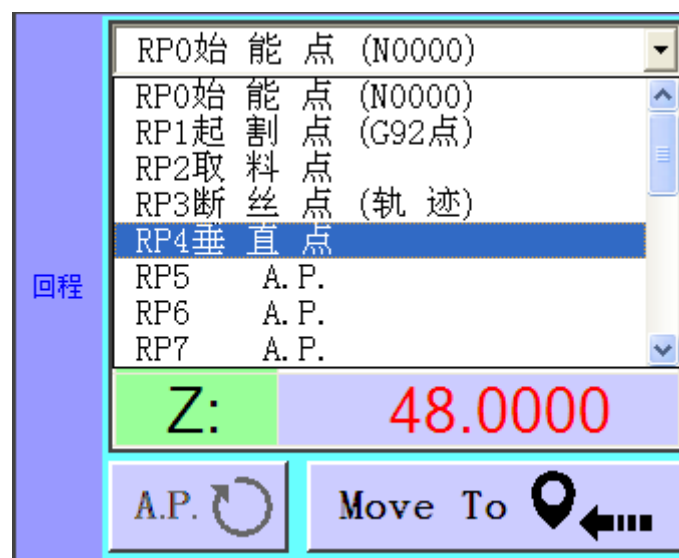 RP0始 能 点 (N0000)
RP0始 能 点 (N0000)
RP1起 割 点 (G92点)
RP2取 料 点
RP3断 丝 点 (轨 迹)
RP4垂 直 点
回程
RP5 A.P.
RP6 A.P.
RP7 A.P.
Z: 48.0000
A.P. Move To